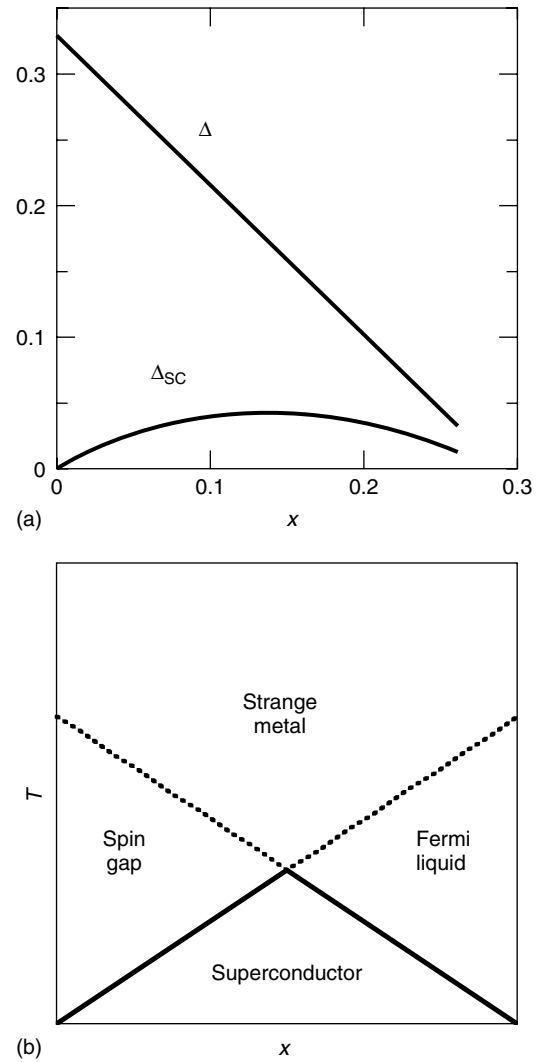 0.3
Δ
0.2
0.1
ΔSC
0
0 0.1 0.2 0.3
(a) x
Strange
metal
T
Spin
gap
Fermi
liquid
Superconductor
(b) x